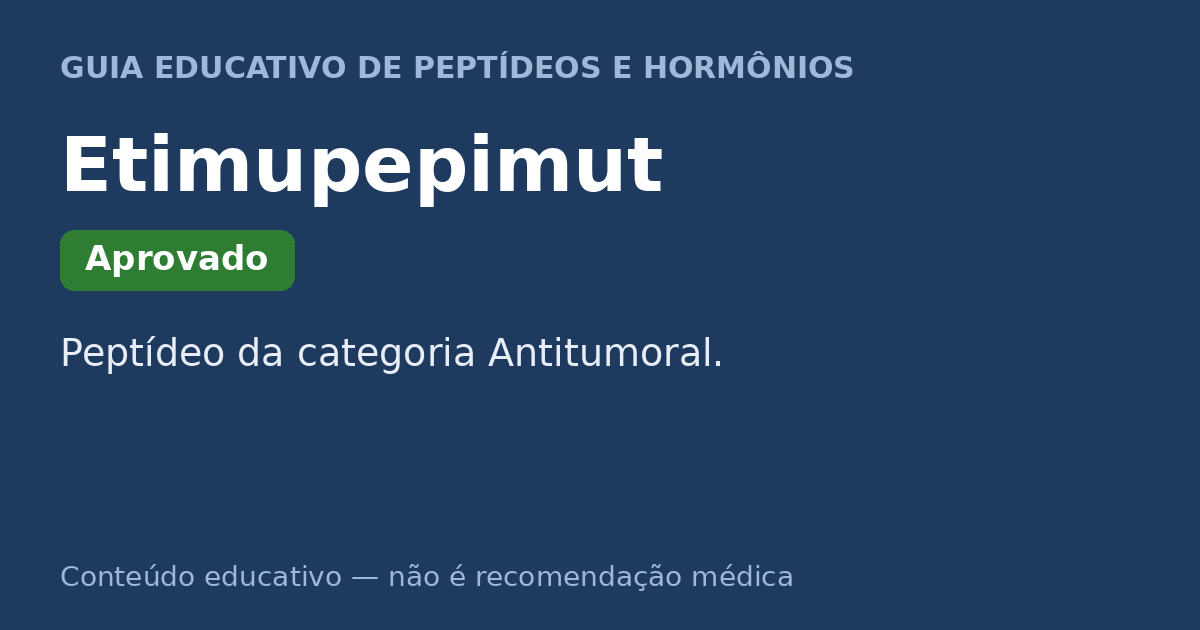 GUIA EDUCATIVO DE PEPTÍDEOS E HORMÔNIOS
Etimupepimut
Aprovado
Peptídeo da categoria Antitumoral.
Conteúdo educativo — não é recomendação médica